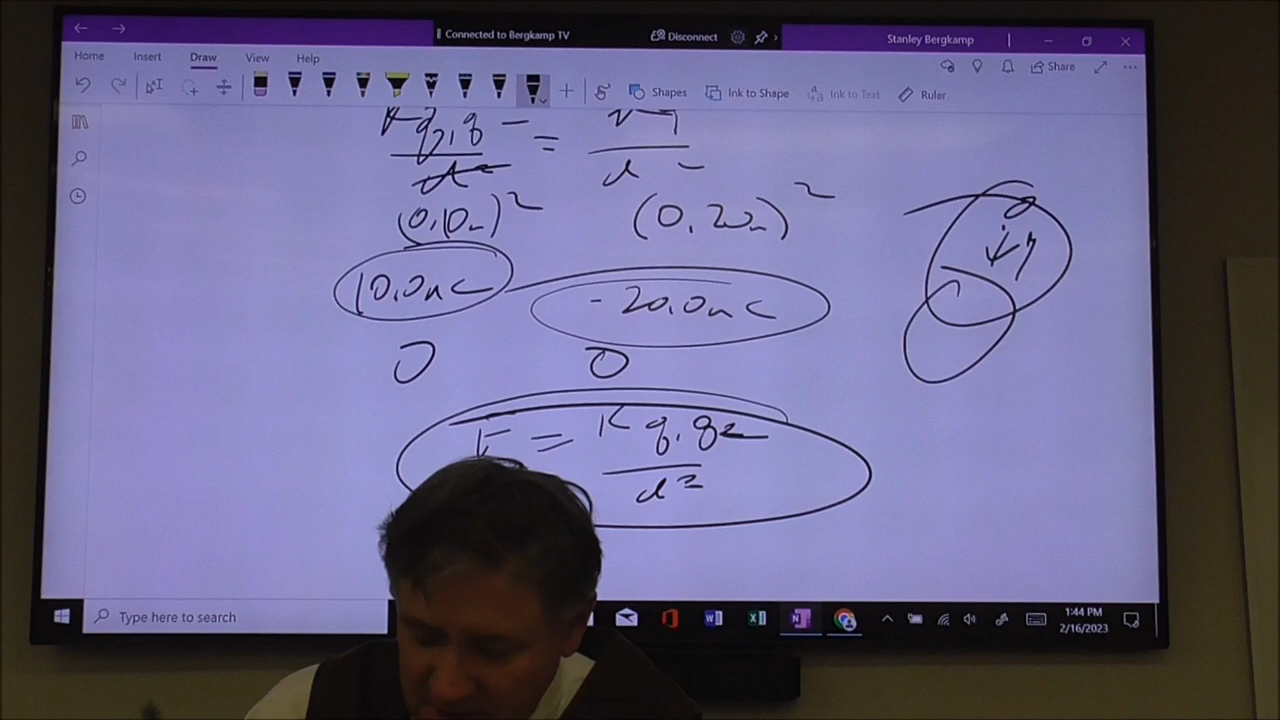 Connected to Bergkamp TV Disconnect
Stanley Bergkamp
Home Insert Draw View Help
Share
Shapes Ink to Shape Ink to Text Ruler
K q, q =
d² d
(0.10m)² (0.20m)²
10.0nC -20.0nC
0 0
F = K q, q2
d²
Type here to search
1:44 PM
2/16/2023